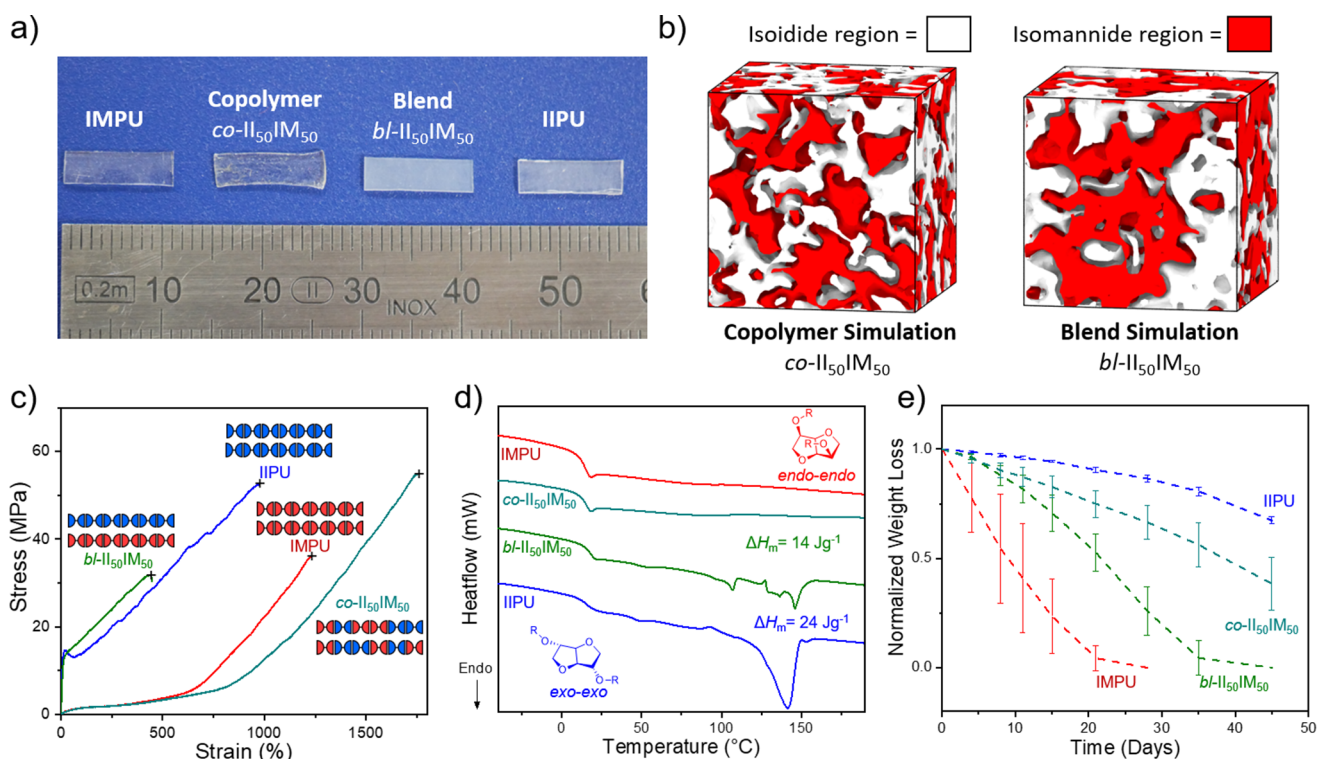 a)
IMPU
Copolymer
co-II₅₀IM₅₀
Blend
bl-II₅₀IM₅₀
IIPU
0.2m 10 20 II 30 INOX 40 50
b)
Isoidide region =
Isomannide region =
Copolymer Simulation
co-II₅₀IM₅₀
Blend Simulation
bl-II₅₀IM₅₀
c)
Stress (MPa)
60
40
20
0
0 500 1000 1500
Strain (%)
IIPU
bl-II₅₀IM₅₀
IMPU
co-II₅₀IM₅₀
d)
Heatflow (mW)
Endo
IMPU
R
O
O
RO
O
endo-endo
co-II₅₀IM₅₀
bl-II₅₀IM₅₀
ΔHₘ= 14 Jg⁻¹
IIPU
ΔHₘ= 24 Jg⁻¹
R
O
O
O
O-R
exo-exo
0 50 100 150
Temperature (°C)
e)
Normalized Weight Loss
1.0
0.5
0.0
IIPU
co-II₅₀IM₅₀
bl-II₅₀IM₅₀
IMPU
0 10 20 30 40 50
Time (Days)